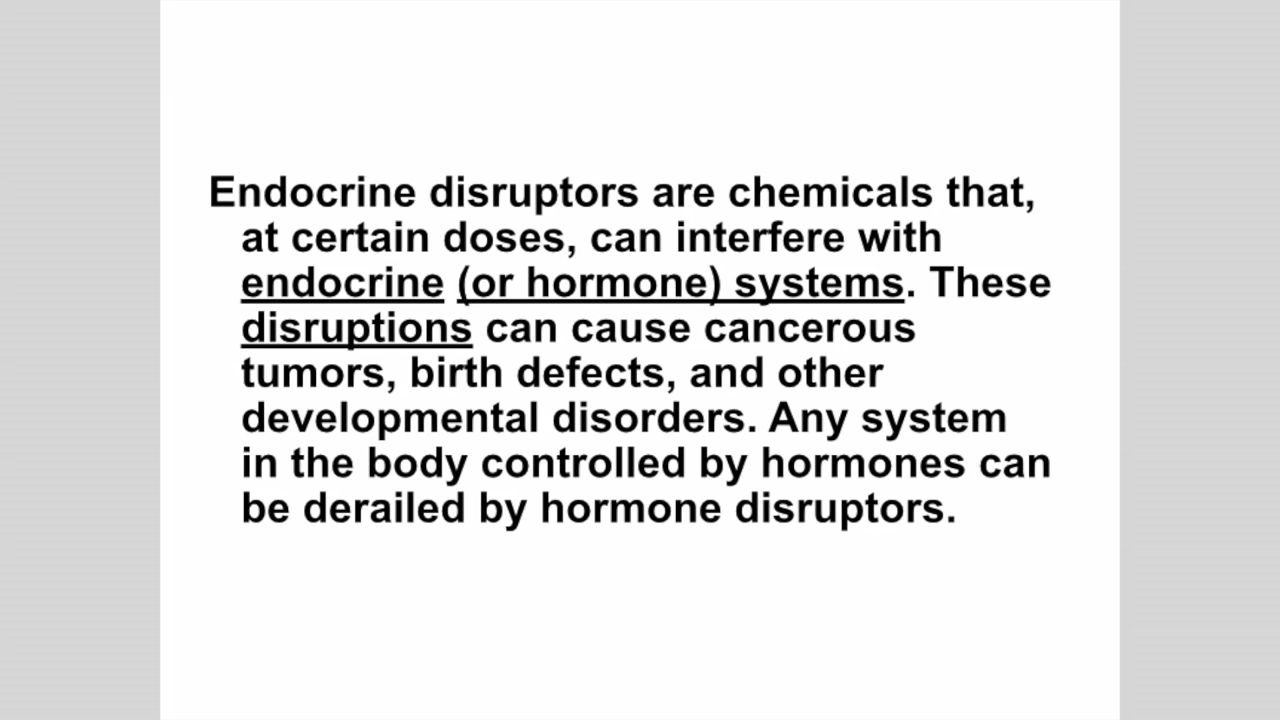 Endocrine disruptors are chemicals that,
at certain doses, can interfere with
endocrine (or hormone) systems. These
disruptions can cause cancerous
tumors, birth defects, and other
developmental disorders. Any system
in the body controlled by hormones can
be derailed by hormone disruptors.